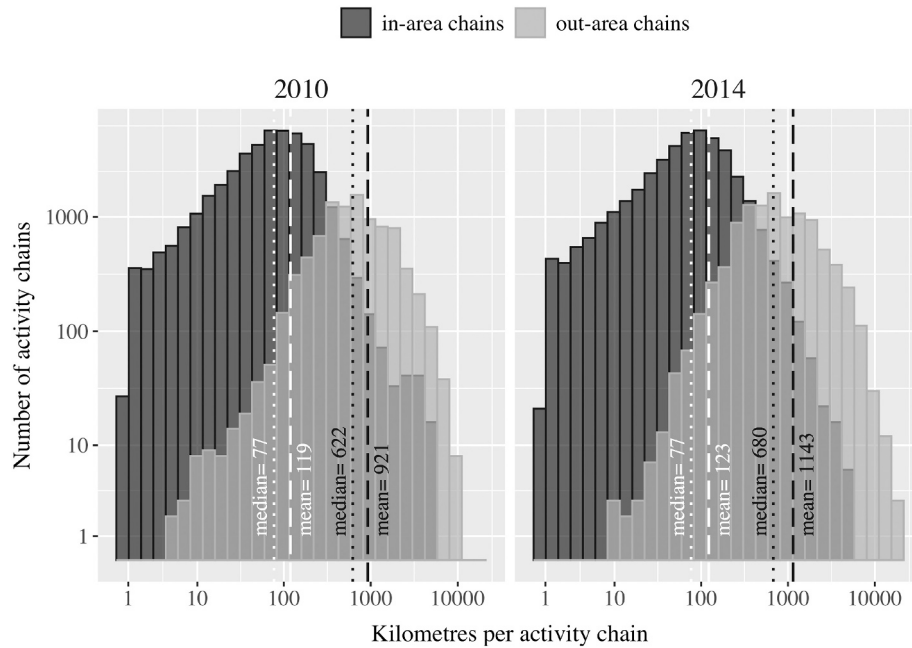 in-area chains out-area chains
2010 2014
Number of activity chains
1000
100
10
1
median= 77
mean= 119
median= 622
mean= 921
median= 77
mean= 123
median= 680
mean= 1143
1 10 100 1000 10000 1 10 100 1000 10000
Kilometres per activity chain